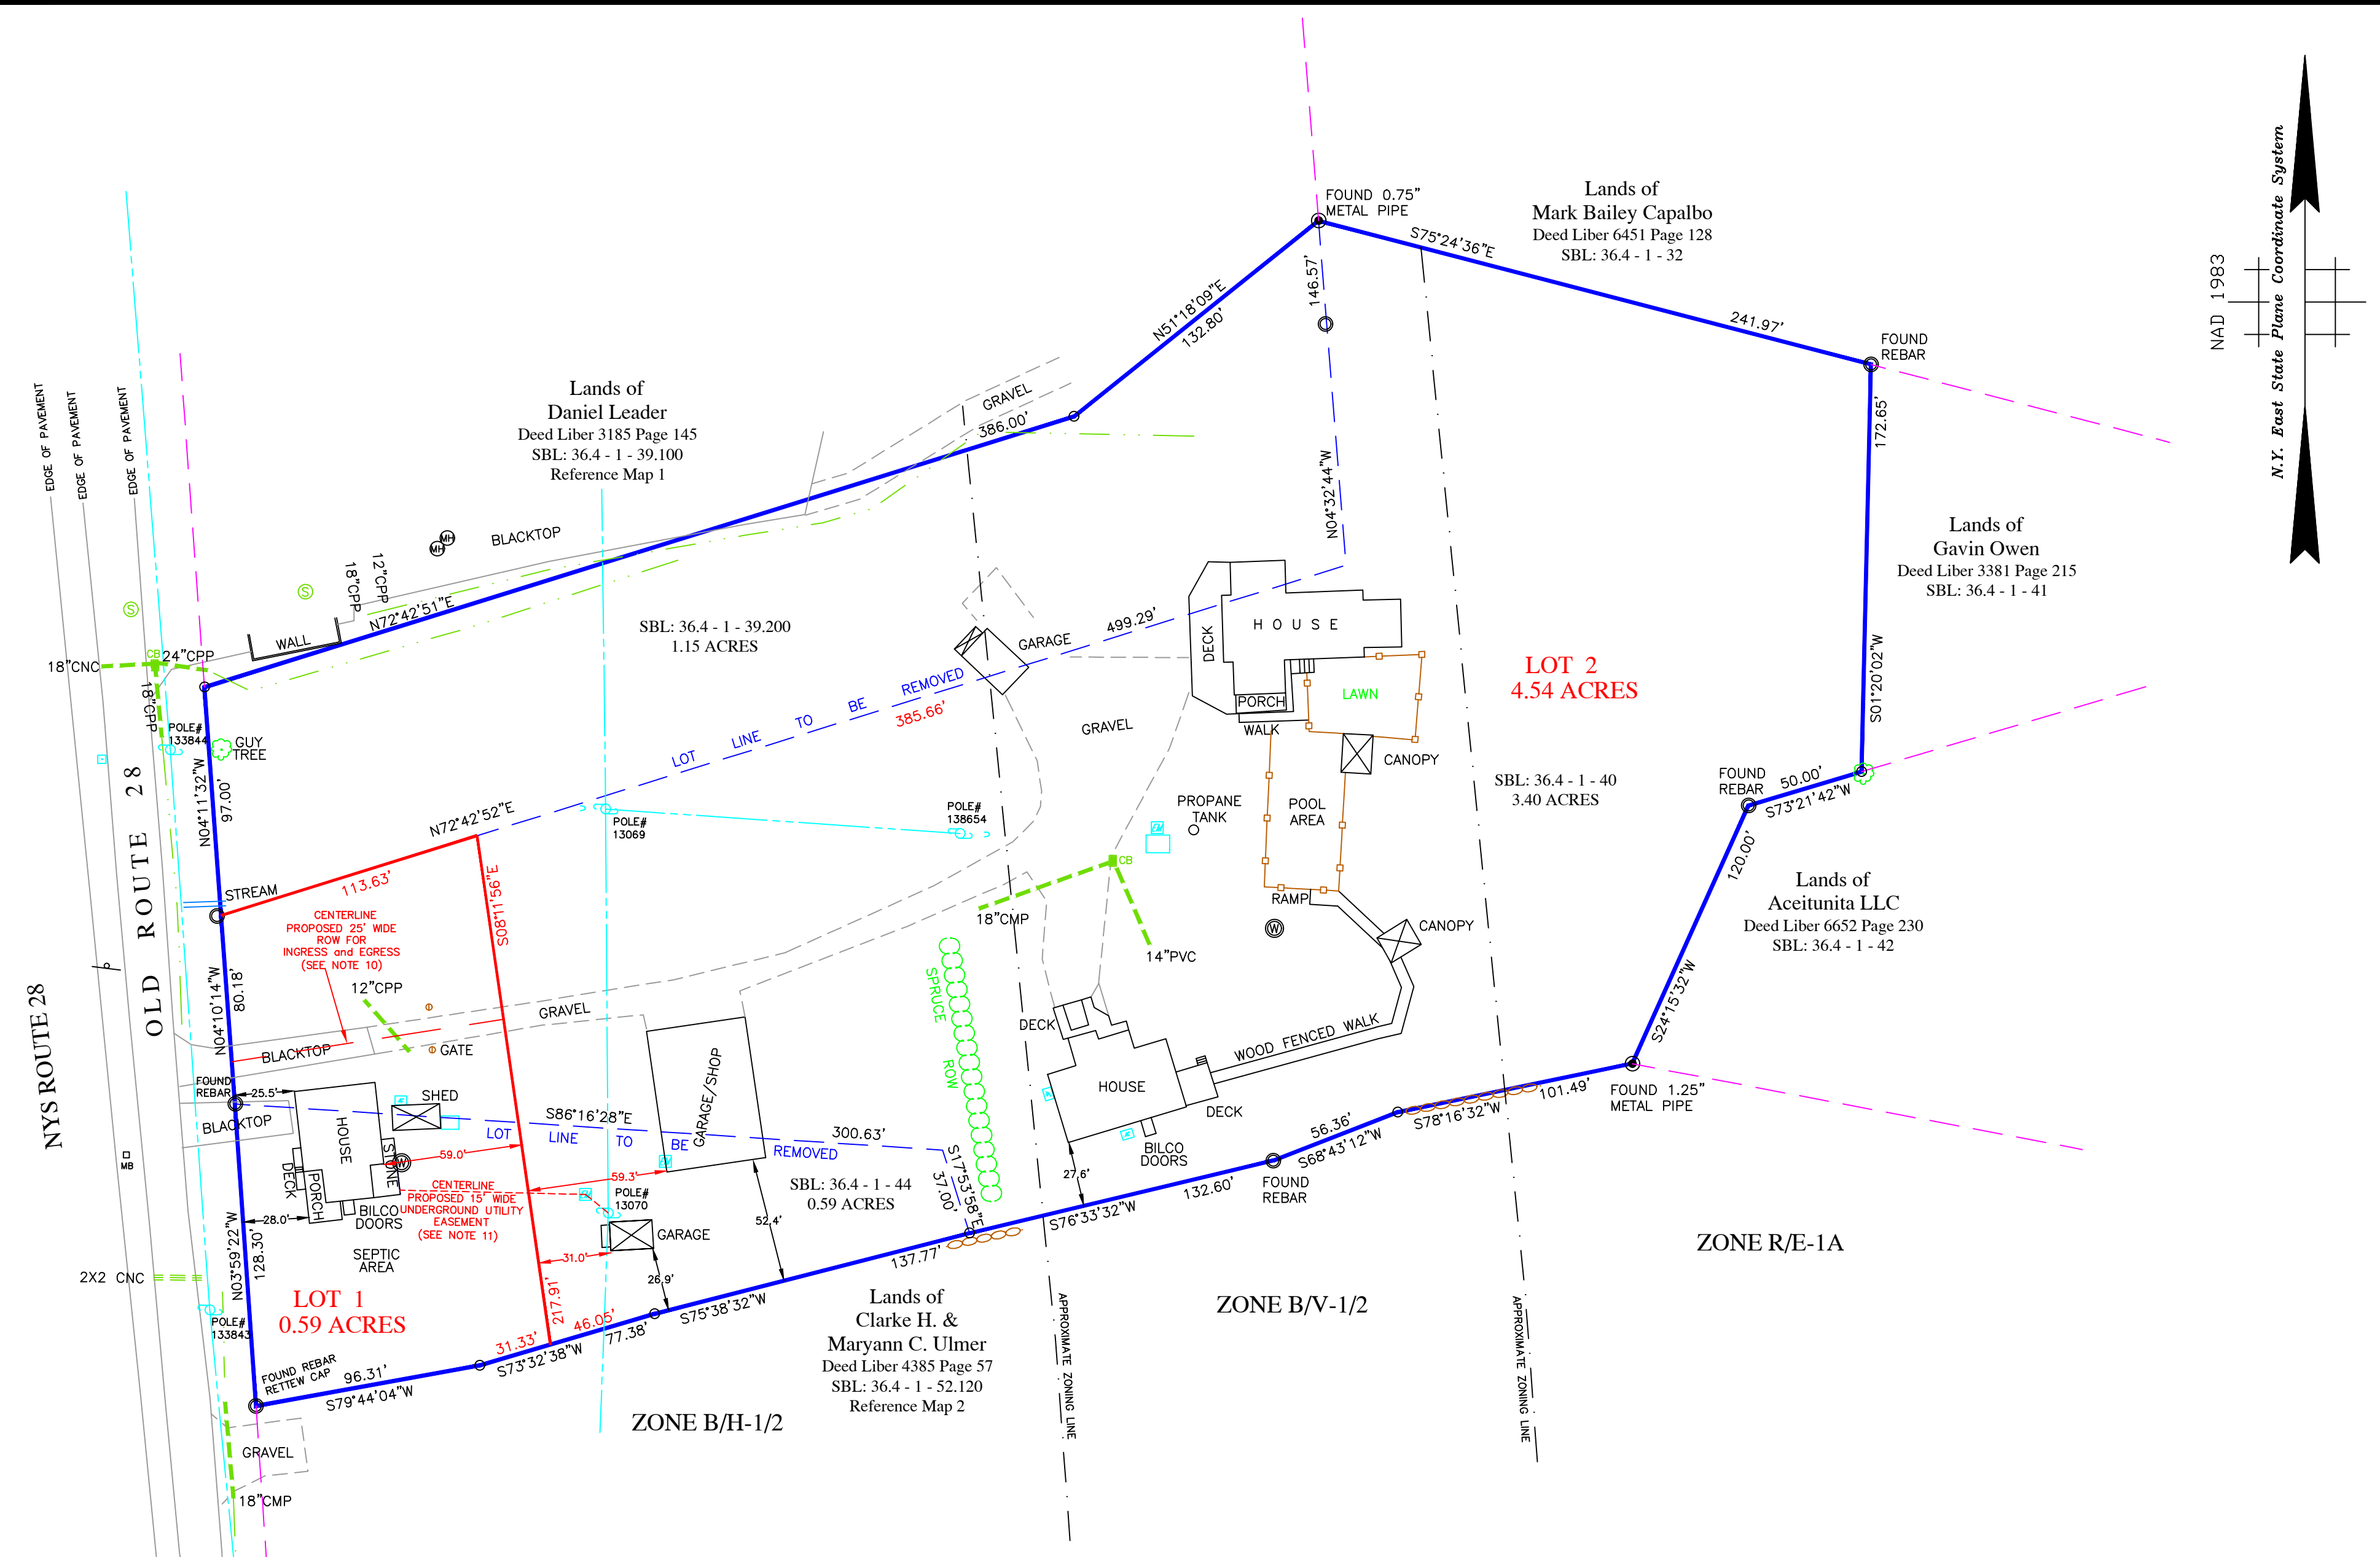 FOUND 0.75”
METAL PIPE
Lands of
Mark Bailey Capalbo
Deed Liber 6451 Page 128
SBL: 36.4 - 1 - 32
S75°24'36”E
241.97'
FOUND
REBAR
NAD 1983
N.Y. East State Plane Coordinate System
N51°18'09”E
132.80'
146.57'
N04°32'44”W
172.65'
S01°20'02”W
EDGE OF PAVEMENT
EDGE OF PAVEMENT
EDGE OF PAVEMENT
Lands of
Daniel Leader
Deed Liber 3185 Page 145
SBL: 36.4 - 1 - 39.100
Reference Map 1
GRAVEL
386.00'
MH
MH
BLACKTOP
18”CPP
12”CPP
S
S
N72°42'51”E
WALL
CB
24”CPP
18”CNC
18”CPP
POLE#
133844
GUY
TREE
N04°11'32”W
97.00'
SBL: 36.4 - 1 - 39.200
1.15 ACRES
GARAGE
499.29'
LOT LINE TO BE REMOVED
385.66'
HOUSE
DECK
PORCH
LAWN
WALK
CANOPY
GRAVEL
LOT 2
4.54 ACRES
Lands of
Gavin Owen
Deed Liber 3381 Page 215
SBL: 36.4 - 1 - 41
SBL: 36.4 - 1 - 40
3.40 ACRES
FOUND
REBAR
50.00'
S73°21'42”W
120.00'
S24°15'32”W
Lands of
Aceitunita LLC
Deed Liber 6652 Page 230
SBL: 36.4 - 1 - 42
PROPANE
TANK
POOL
AREA
RAMP
W
CANOPY
POLE#
13069
POLE#
138654
CB
18”CMP
14”PVC
N72°42'52”E
113.63'
S08°11'56”E
STREAM
CENTERLINE
PROPOSED 25' WIDE
ROW FOR
INGRESS and EGRESS
(SEE NOTE 10)
12”CPP
N04°10'14”W
80.18'
OLD ROUTE 28
NYS ROUTE 28
GRAVEL
BLACKTOP
GATE
FOUND
REBAR
25.5'
SHED
BLACKTOP
HOUSE
STONE
W
DECK
PORCH
28.0'
BILCO
DOORS
SEPTIC
AREA
GARAGE/SHOP
S86°16'28”E
300.63'
LOT LINE TO BE REMOVED
59.0'
59.3'
CENTERLINE
PROPOSED 15' WIDE
UNDERGROUND UTILITY
EASEMENT
(SEE NOTE 11)
POLE#
13070
GARAGE
31.0'
26.9'
52.4'
SBL: 36.4 - 1 - 44
0.59 ACRES
S17°53'58”E
37.00'
SPRUCE ROW
DECK
HOUSE
DECK
WOOD FENCED WALK
BILCO
DOORS
27.6'
S76°33'32”W
132.60'
FOUND
REBAR
56.36'
S68°43'12”W
S78°16'32”W
101.49'
FOUND 1.25”
METAL PIPE
MB
2X2 CNC
N03°59'22”W
128.30'
LOT 1
0.59 ACRES
POLE#
133843
FOUND REBAR
RETTEW CAP
96.31'
S79°44'04”W
31.33'
217.91'
46.05'
S73°32'38”W
77.38'
S75°38'32”W
137.77'
Lands of
Clarke H. &
Maryann C. Ulmer
Deed Liber 4385 Page 57
SBL: 36.4 - 1 - 52.120
Reference Map 2
ZONE B/H-1/2
ZONE B/V-1/2
ZONE R/E-1A
APPROXIMATE ZONING LINE
APPROXIMATE ZONING LINE
GRAVEL
18”CMP